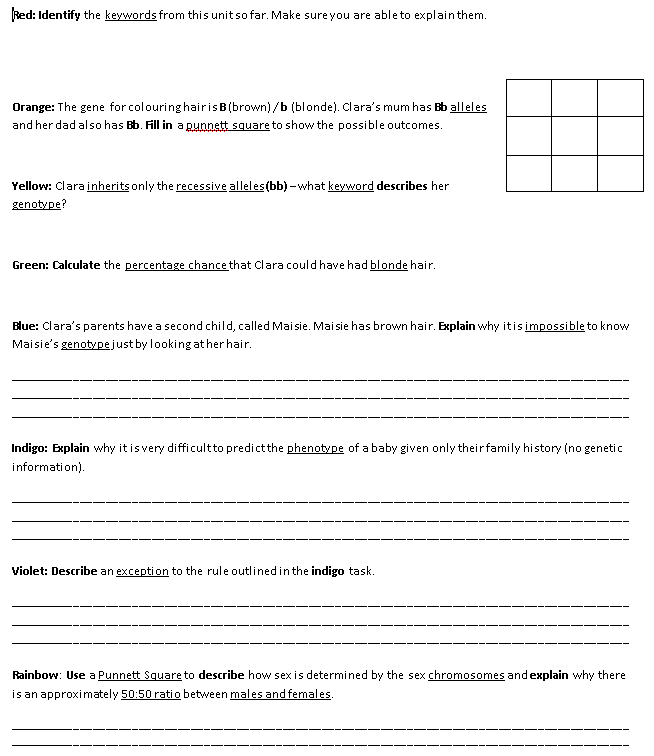 Red: Identify the keywords from this unit so far. Make sure you are able to explain them.
Orange: The gene for colouring hair is B (brown) / b (blonde). Clara's mum has Bb alleles
and her dad also has Bb. Fill in a punnett square to show the possible outcomes.
Yellow: Clara inherits only the recessive alleles (bb) – what keyword describes her
genotype?
Green: Calculate the percentage chance that Clara could have had blonde hair.
Blue: Clara's parents have a second child, called Maisie. Maisie has brown hair. Explain why it is impossible to know
Maisie's genotype just by looking at her hair.
Indigo: Explain why it is very difficult to predict the phenotype of a baby given only their family history (no genetic
information).
Violet: Describe an exception to the rule outlined in the indigo task.
Rainbow: Use a Punnett Square to describe how sex is determined by the sex chromosomes and explain why there
is an approximately 50:50 ratio between males and females.